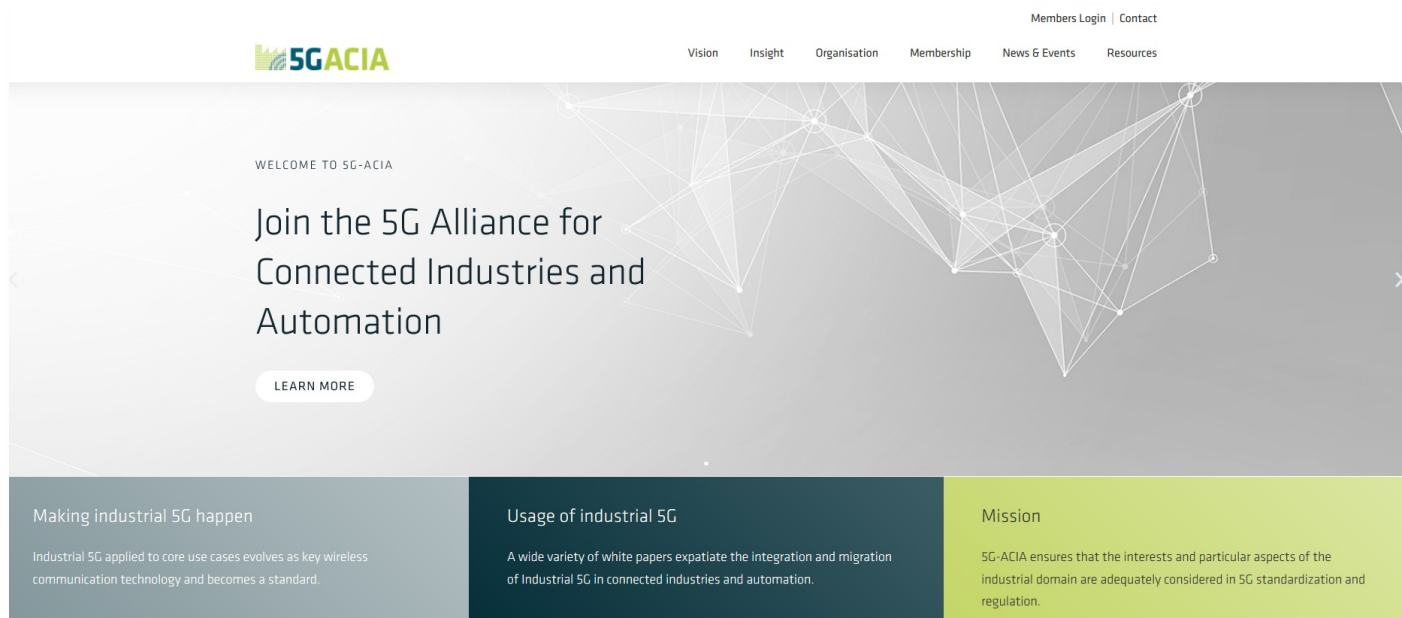 Members Login | Contact
5GACIA
Vision Insight Organisation Membership News & Events Resources
WELCOME TO 5G-ACIA
Join the 5G Alliance for
Connected Industries and
Automation
LEARN MORE
Making industrial 5G happen
Industrial 5G applied to core use cases evolves as key wireless
communication technology and becomes a standard.
Usage of industrial 5G
A wide variety of white papers expatiate the integration and migration
of Industrial 5G in connected industries and automation.
Mission
5G-ACIA ensures that the interests and particular aspects of the
industrial domain are adequately considered in 5G standardization and
regulation.